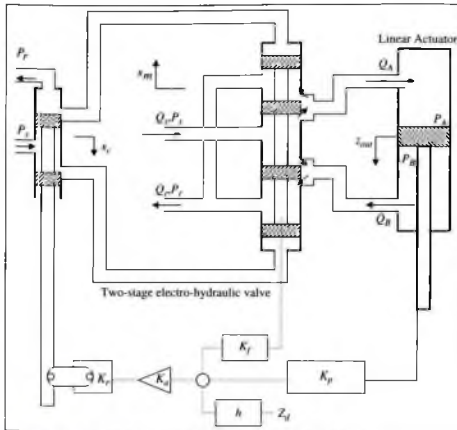 Linear Actuator
P_r
x_m
Q_A
P_s
x_c
Q_s, P_s
P_A
z_out
P_B
Q_r, P_r
Q_B
Two-stage electro-hydraulic valve
K_f
K_r
K_a
K_p
h
Z_d